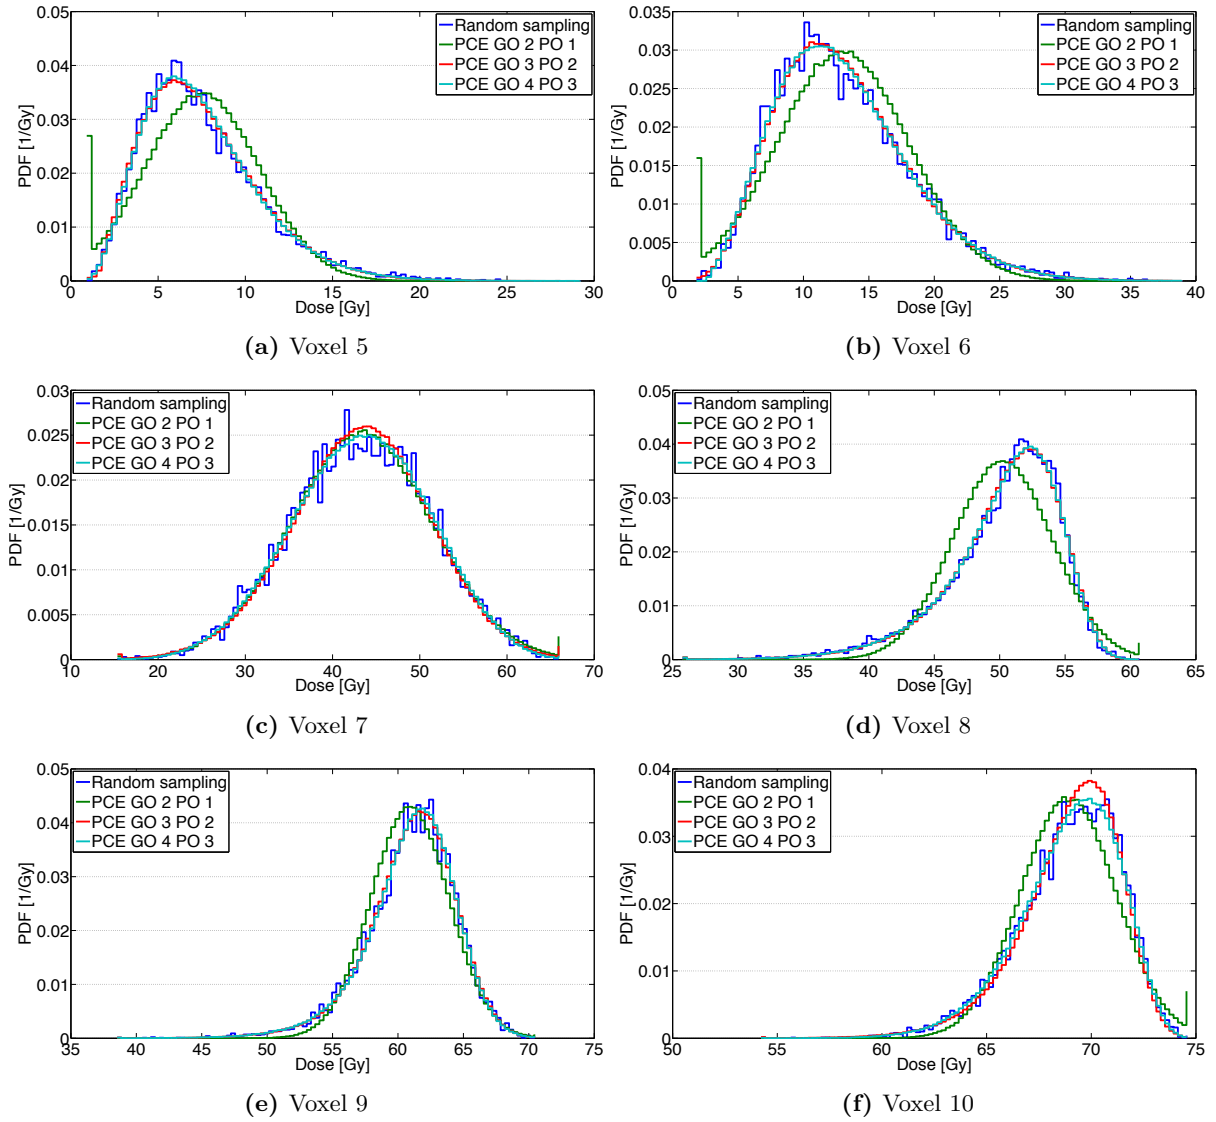 0.05
0.04
0.03
0.02
0.01
0
PDF [1/Gy]
Random sampling
PCE GO 2 PO 1
PCE GO 3 PO 2
PCE GO 4 PO 3
0 5 10 15 20 25 30
Dose [Gy]
(a) Voxel 5
0.035
0.03
0.025
0.02
0.015
0.01
0.005
0
PDF [1/Gy]
Random sampling
PCE GO 2 PO 1
PCE GO 3 PO 2
PCE GO 4 PO 3
0 5 10 15 20 25 30 35 40
Dose [Gy]
(b) Voxel 6
0.03
0.025
0.02
0.015
0.01
0.005
0
PDF [1/Gy]
Random sampling
PCE GO 2 PO 1
PCE GO 3 PO 2
PCE GO 4 PO 3
10 20 30 40 50 60 70
Dose [Gy]
(c) Voxel 7
0.05
0.04
0.03
0.02
0.01
0
PDF [1/Gy]
Random sampling
PCE GO 2 PO 1
PCE GO 3 PO 2
PCE GO 4 PO 3
25 30 35 40 45 50 55 60 65
Dose [Gy]
(d) Voxel 8
0.05
0.04
0.03
0.02
0.01
0
PDF [1/Gy]
Random sampling
PCE GO 2 PO 1
PCE GO 3 PO 2
PCE GO 4 PO 3
35 40 45 50 55 60 65 70 75
Dose [Gy]
(e) Voxel 9
0.04
0.03
0.02
0.01
0
PDF [1/Gy]
Random sampling
PCE GO 2 PO 1
PCE GO 3 PO 2
PCE GO 4 PO 3
50 55 60 65 70 75
Dose [Gy]
(f) Voxel 10